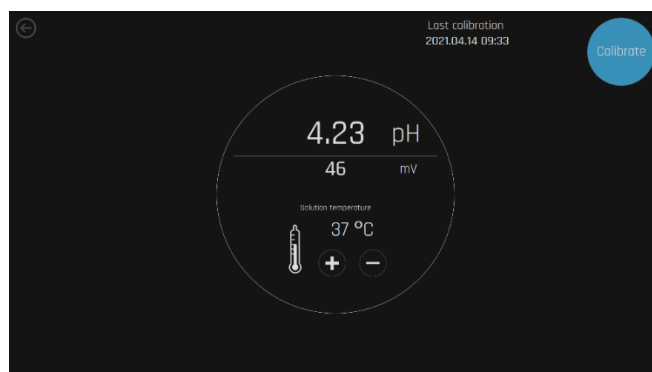 Last calibration
2021.04.14 09:33
Calibrate
4.23 pH
46 mV
Solution temperature
37 °C
+ −